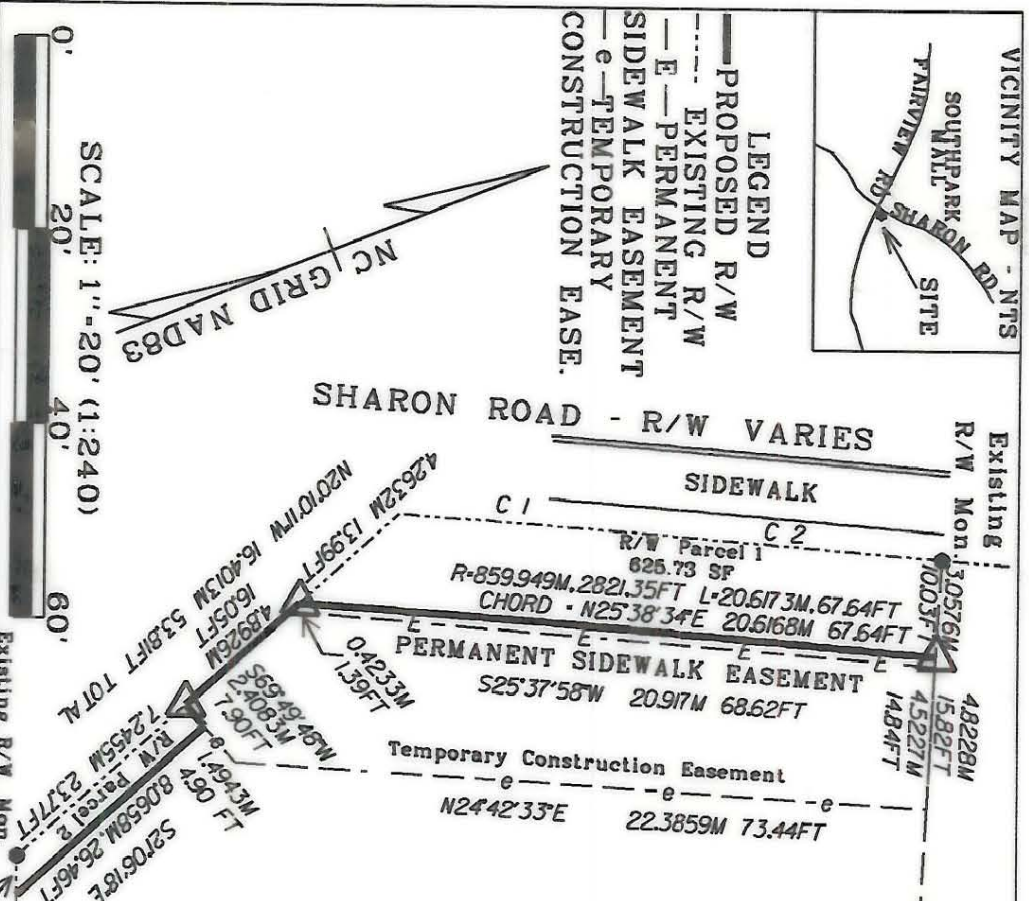 VICINITY MAP - NTS
SOUTHPARK
MALL
FAIRVIEW RD
SHARON RD.
SITE
LEGEND
PROPOSED R/W
EXISTING R/W
—E—PERMANENT
SIDEWALK EASEMENT
—e—TEMPORARY
CONSTRUCTION EASE.
NC GRID NAD83
SCALE: 1"=20' (1:240)
0' 20' 40' 60'
SHARON ROAD - R/W VARIES
SIDEWALK
Existing
R/W Mon.
C 1
C 2
R/W Parcel 1
625.73 SF
R=859.949M,2821.35FT L=20.6173M,67.64FT
CHORD = N25°38'34"E 20.6168M 67.64FT
E E E
PERMANENT SIDEWALK EASEMENT
S25°37'58"W 20.917M 68.62FT
3.0576M
10.03FT
4.8228M
15.82FT
4.5227M
14.84FT
Temporary Construction Easement
e e e e
N24°42'33"E 22.3859M 73.44FT
4.2632M 13.99FT
N20°10'11"W 16.4013M 53.81FT TOTAL
4.8926M
16.05FT
0.4233M
1.39FT
S69°49'48"W
2.4083M
7.90FT
7.2455M 23.77FT
R/W Parcel 2
1.4943M
4.90 FT
8.0658M, 26.46FT
S21°06'18"E
Existing R/W Mon